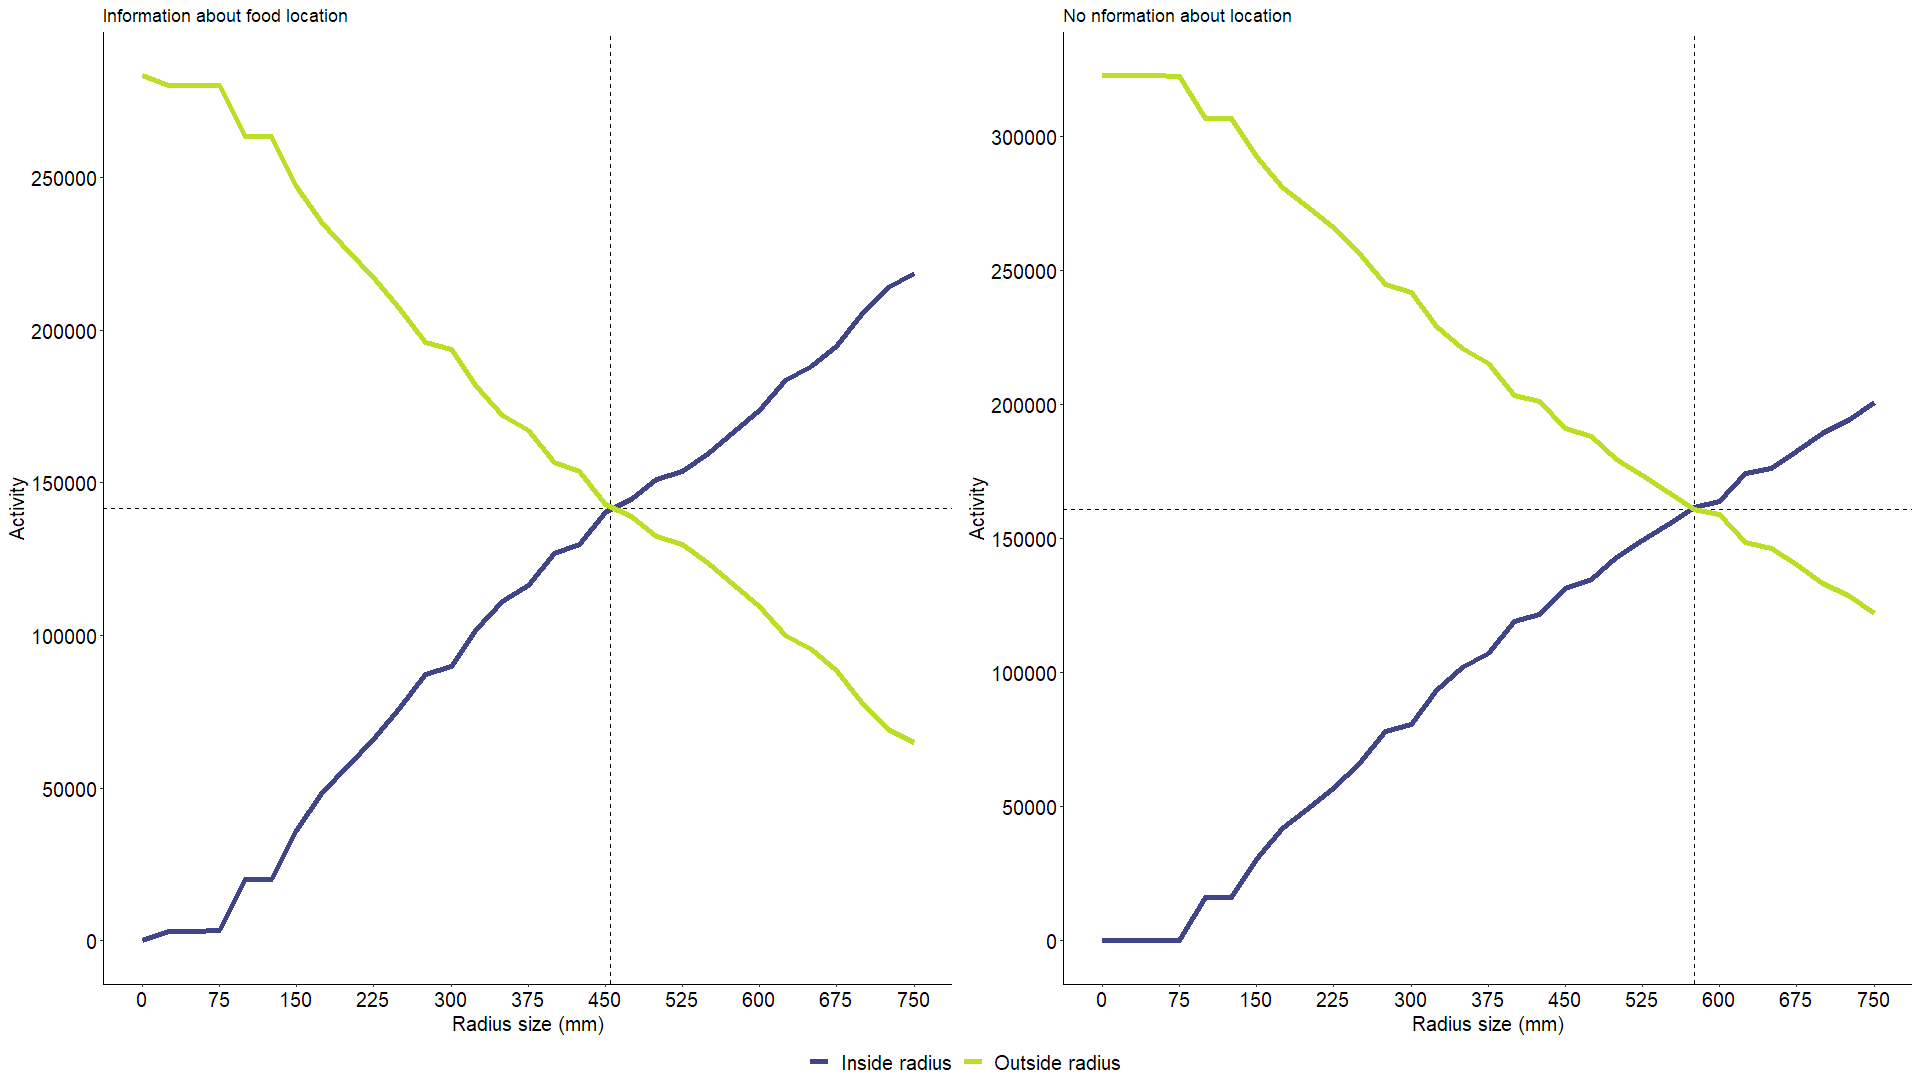 Information about food location
No nformation about location
Activity
250000
200000
150000
100000
50000
0
0 75 150 225 300 375 450 525 600 675 750
Radius size (mm)
Activity
300000
250000
200000
150000
100000
50000
0
0 75 150 225 300 375 450 525 600 675 750
Radius size (mm)
Inside radius Outside radius